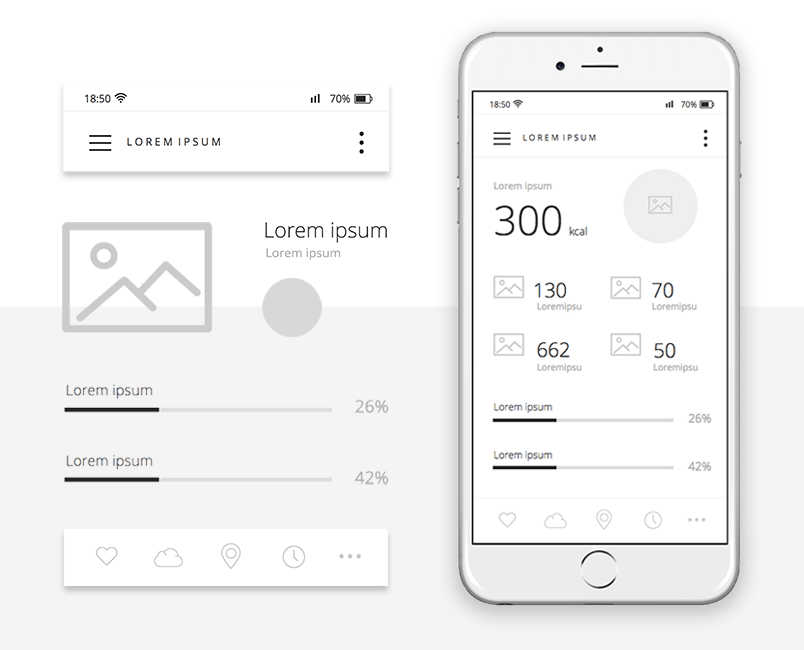 18:50 70%
LOREM IPSUM
Lorem ipsum
Lorem ipsum
Lorem ipsum
26%
Lorem ipsum
42%
18:50 70%
LOREM IPSUM
Lorem ipsum
300 kcal
130
Loremipsu
70
Loremipsu
662
Loremipsu
50
Loremipsu
Lorem ipsum
26%
Lorem ipsum
42%